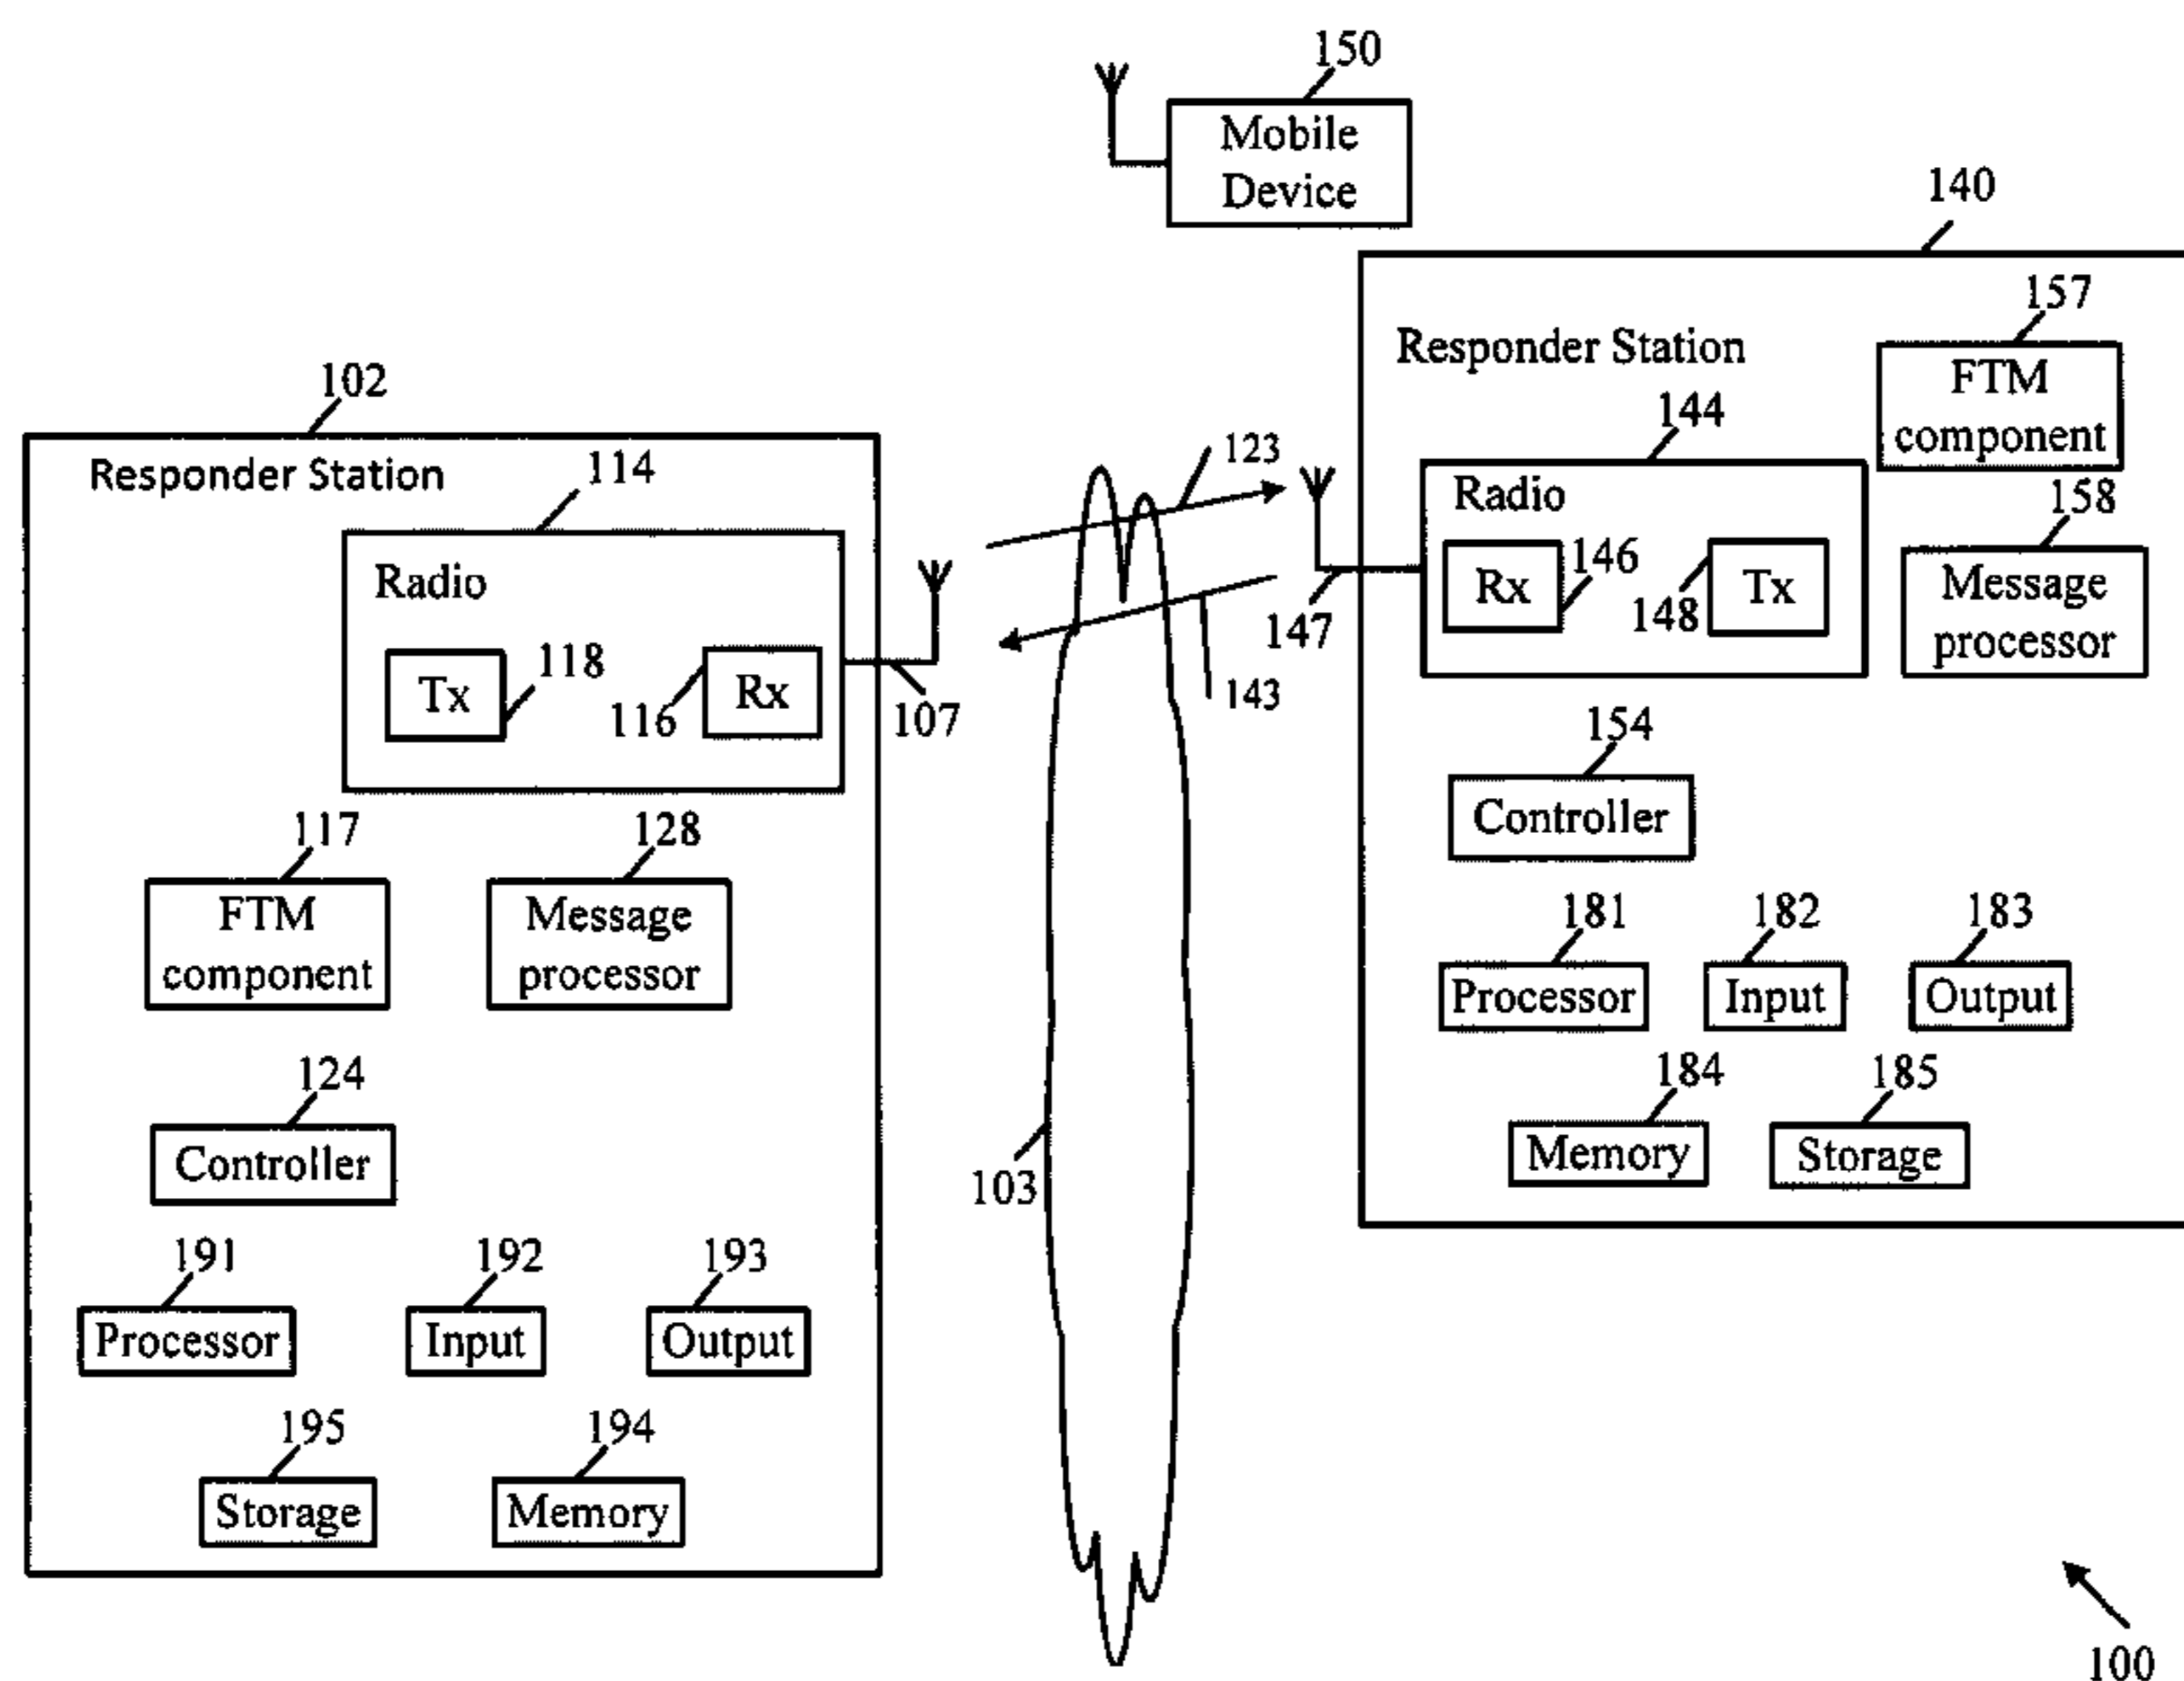 150
Mobile
Device
140
157
Responder Station
FTM
component
102
144
123
Responder Station
114
Radio
158
146
Rx
148
Tx
Message
processor
Radio
118
Tx
116
Rx
107
147
143
154
Controller
117
128
FTM
component
Message
processor
181
182
183
Processor
Input
Output
124
184
185
Controller
Memory
Storage
103
191
192
193
Processor
Input
Output
195
194
Storage
Memory
100